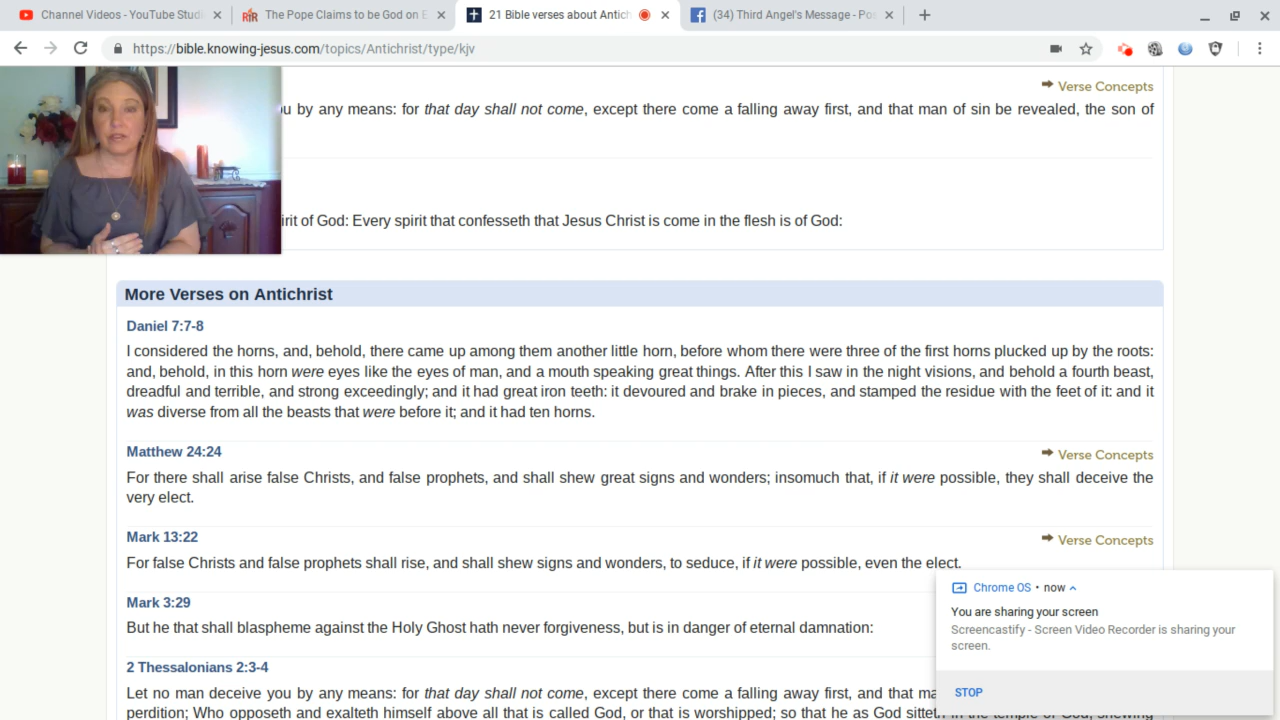 Channel Videos - YouTube Studi
The Pope Claims to be God on E
21 Bible verses about Antich
(34) Third Angel's Message - Pos
https://bible.knowing-jesus.com/topics/Antichrist/type/kjv
Verse Concepts
u by any means: for that day shall not come, except there come a falling away first, and that man of sin be revealed, the son of
irit of God: Every spirit that confesseth that Jesus Christ is come in the flesh is of God:
More Verses on Antichrist
Daniel 7:7-8
I considered the horns, and, behold, there came up among them another little horn, before whom there were three of the first horns plucked up by the roots:
and, behold, in this horn were eyes like the eyes of man, and a mouth speaking great things. After this I saw in the night visions, and behold a fourth beast,
dreadful and terrible, and strong exceedingly; and it had great iron teeth: it devoured and brake in pieces, and stamped the residue with the feet of it: and it
was diverse from all the beasts that were before it; and it had ten horns.
Matthew 24:24
Verse Concepts
For there shall arise false Christs, and false prophets, and shall shew great signs and wonders; insomuch that, if it were possible, they shall deceive the
very elect.
Mark 13:22
Verse Concepts
For false Christs and false prophets shall rise, and shall shew signs and wonders, to seduce, if it were possible, even the elect.
Mark 3:29
But he that shall blaspheme against the Holy Ghost hath never forgiveness, but is in danger of eternal damnation:
2 Thessalonians 2:3-4
Let no man deceive you by any means: for that day shall not come, except there come a falling away first, and that ma
perdition; Who opposeth and exalteth himself above all that is called God, or that is worshipped; so that he as God sitteth in the temple of God, shewing
Chrome OS • now
You are sharing your screen
Screencastify - Screen Video Recorder is sharing your
screen.
STOP